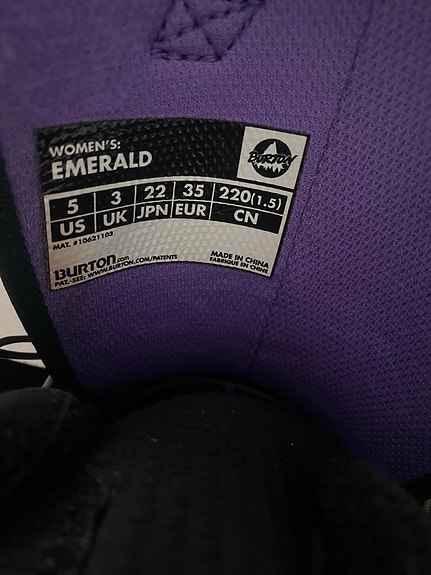 WOMEN'S:
EMERALD
BURTON
5 3 22 35 220(1.5)
US UK JPN EUR CN
MAT. #10621103
MADE IN CHINA
FABRIQUE EN CHINE
BURTON.com
PAT.-SEE: WWW.BURTON.COM/PATENTS